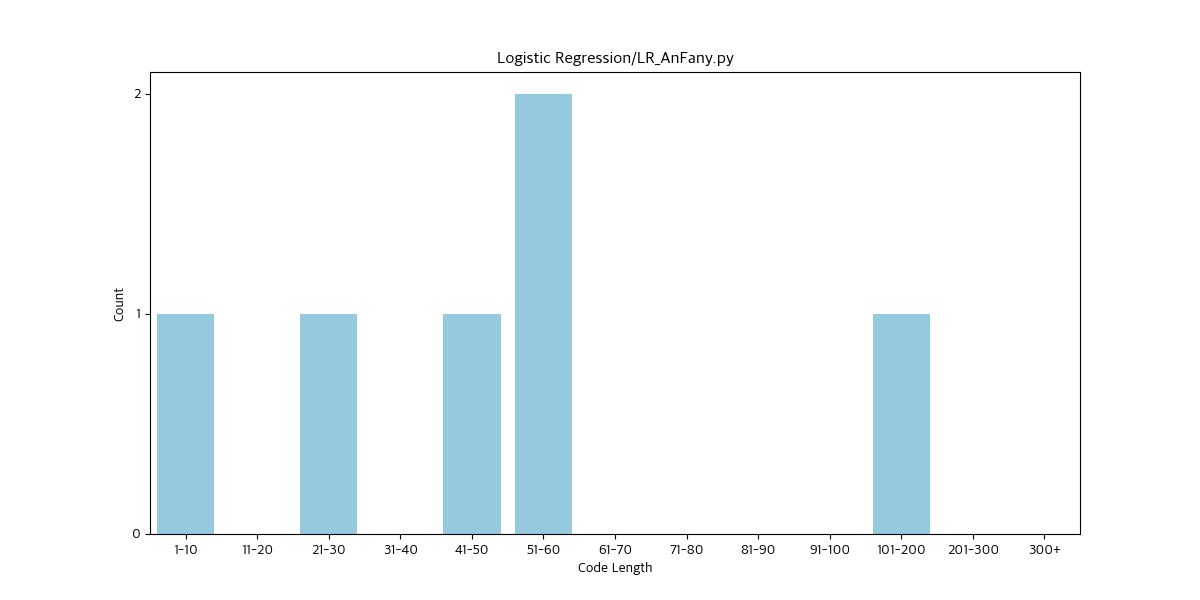 Logistic Regression/LR_AnFany.py
2
1
0
Count
1-10 11-20 21-30 31-40 41-50 51-60 61-70 71-80 81-90 91-100 101-200 201-300 300+
Code Length